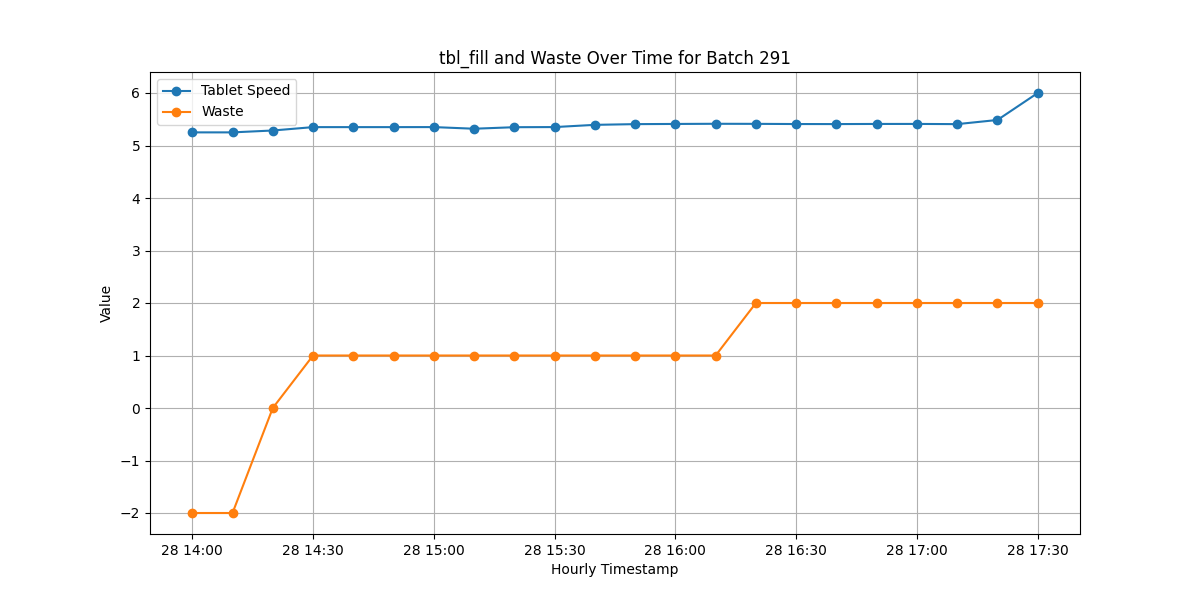 tbl_fill and Waste Over Time for Batch 291
Tablet Speed
Waste
Value
6
5
4
3
2
1
0
−1
−2
28 14:00 28 14:30 28 15:00 28 15:30 28 16:00 28 16:30 28 17:00 28 17:30
Hourly Timestamp